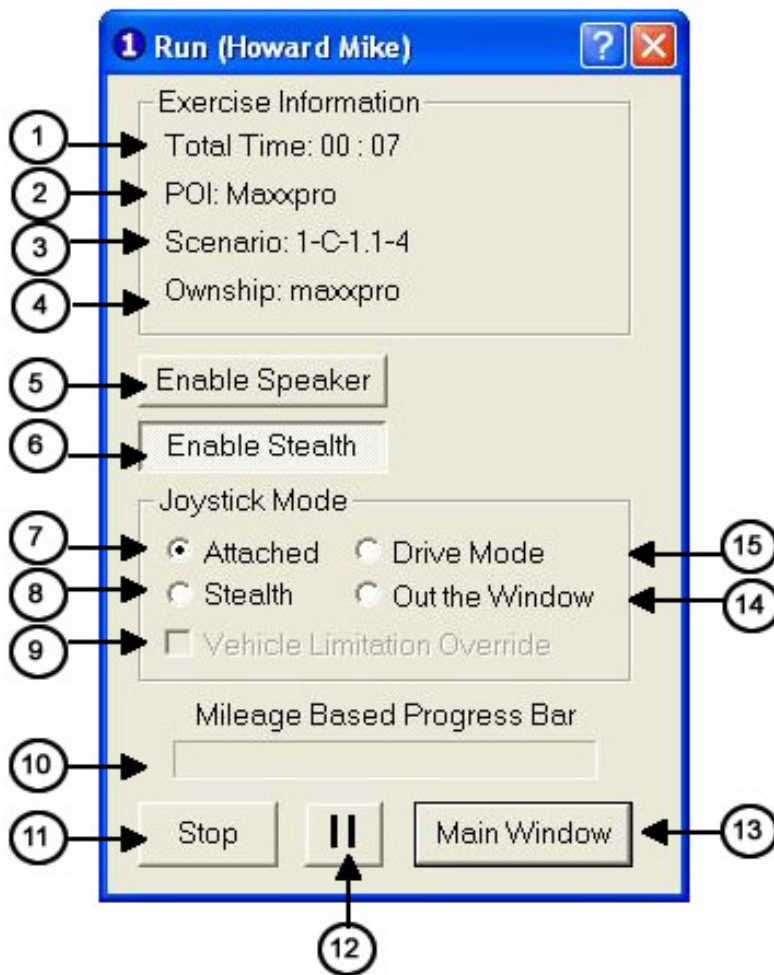 1 Run (Howard Mike) ?
Exercise Information
1 Total Time: 00 : 07
2 POI: Maxxpro
3 Scenario: 1-C-1.1-4
4 Ownship: maxxpro
5 Enable Speaker
6 Enable Stealth
Joystick Mode
7 Attached Drive Mode 15
8 Stealth Out the Window 14
9 Vehicle Limitation Override
Mileage Based Progress Bar
10
11 Stop Main Window 13
12